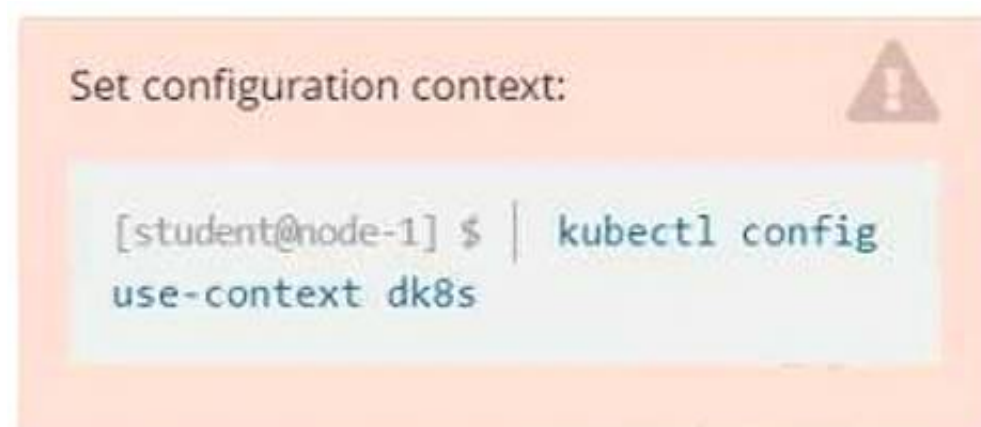 Set configuration context:
[student@node-1] $ | kubectl config
use-context dk8s